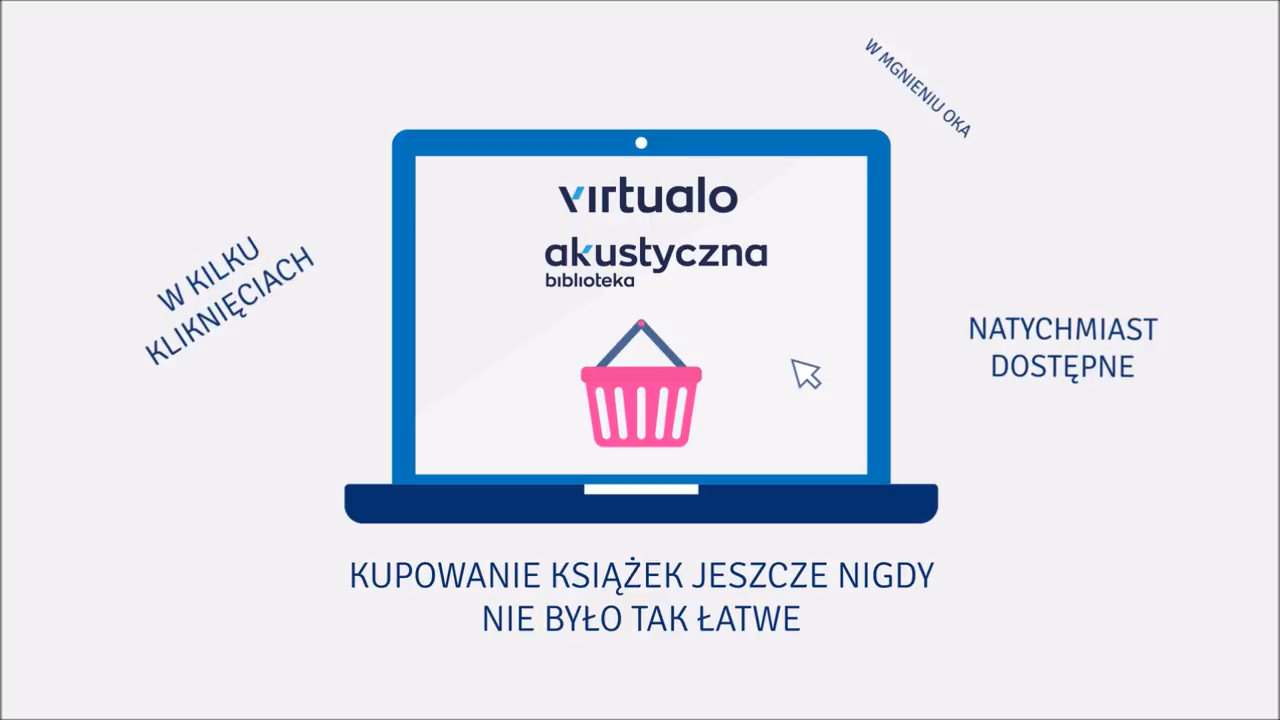 W MGNIENIU OKA
virtualo
akustyczna
biblioteka
W KILKU
KLIKNIĘCIACH
NATYCHMIAST
DOSTĘPNE
KUPOWANIE KSIĄŻEK JESZCZE NIGDY
NIE BYŁO TAK ŁATWE